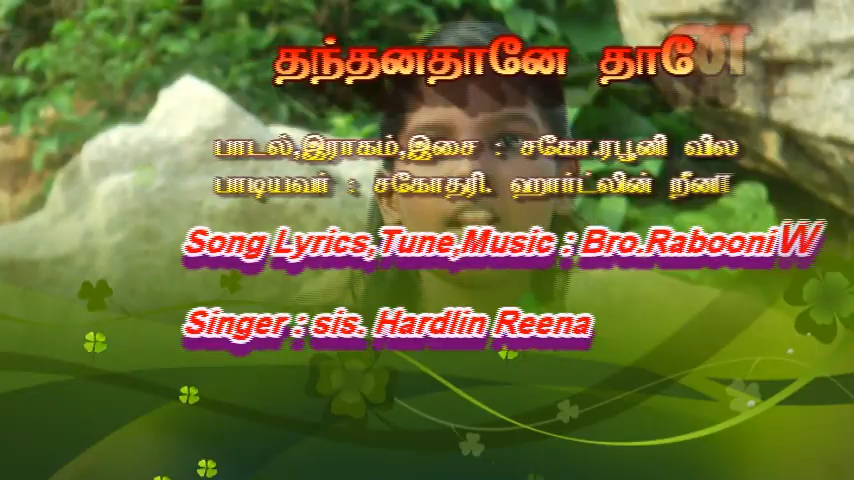 தந்தனதானே தானே
பாடல்,இராகம்,இசை : சகோ.ரபூனி வில
பாடியவர் : சகோதரி. ஹார்ட்லின் றீனா
Song Lyrics,Tune,Music : Bro.Rabooni W
Singer : sis. Hardlin Reena